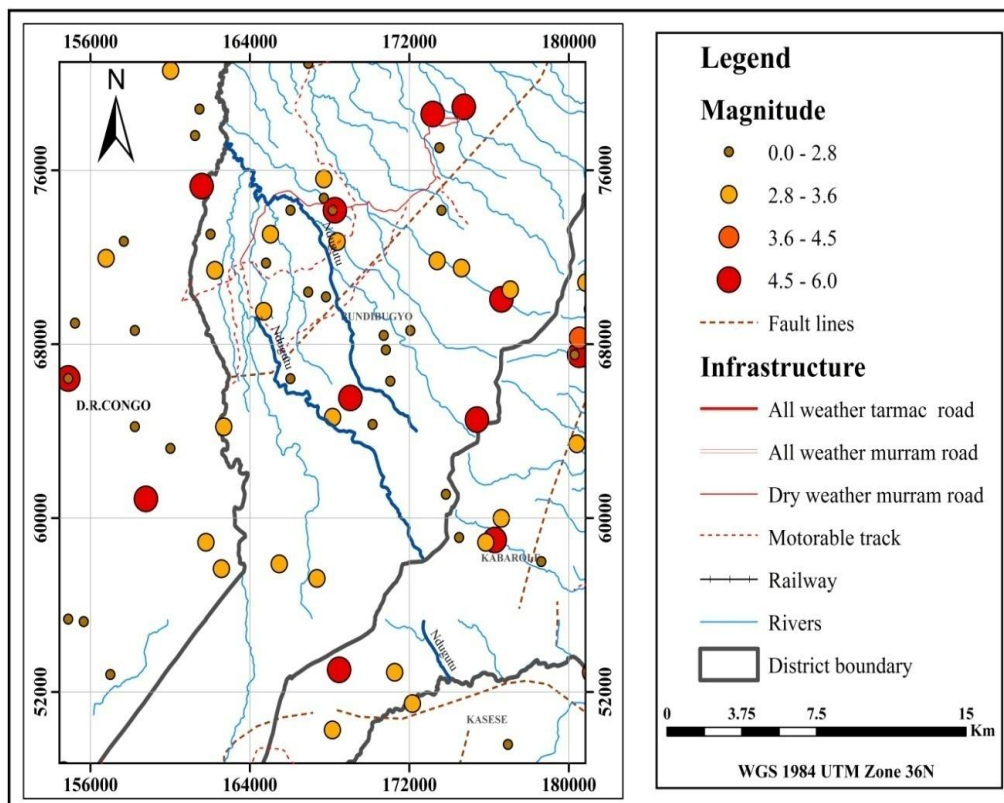 156000 164000 172000 180000
N
76000 76000
Ndugutu
BUNDIBUGYO
68000 68000
Ndugutu
D.R.CONGO
60000 60000
KABAROLE
Ndugutu
52000 52000
KASESE
156000 164000 172000 180000
Legend
Magnitude
0.0 - 2.8
2.8 - 3.6
3.6 - 4.5
4.5 - 6.0
Fault lines
Infrastructure
All weather tarmac road
All weather murram road
Dry weather murram road
Motorable track
Railway
Rivers
District boundary
0 3.75 7.5 15
Km
WGS 1984 UTM Zone 36N